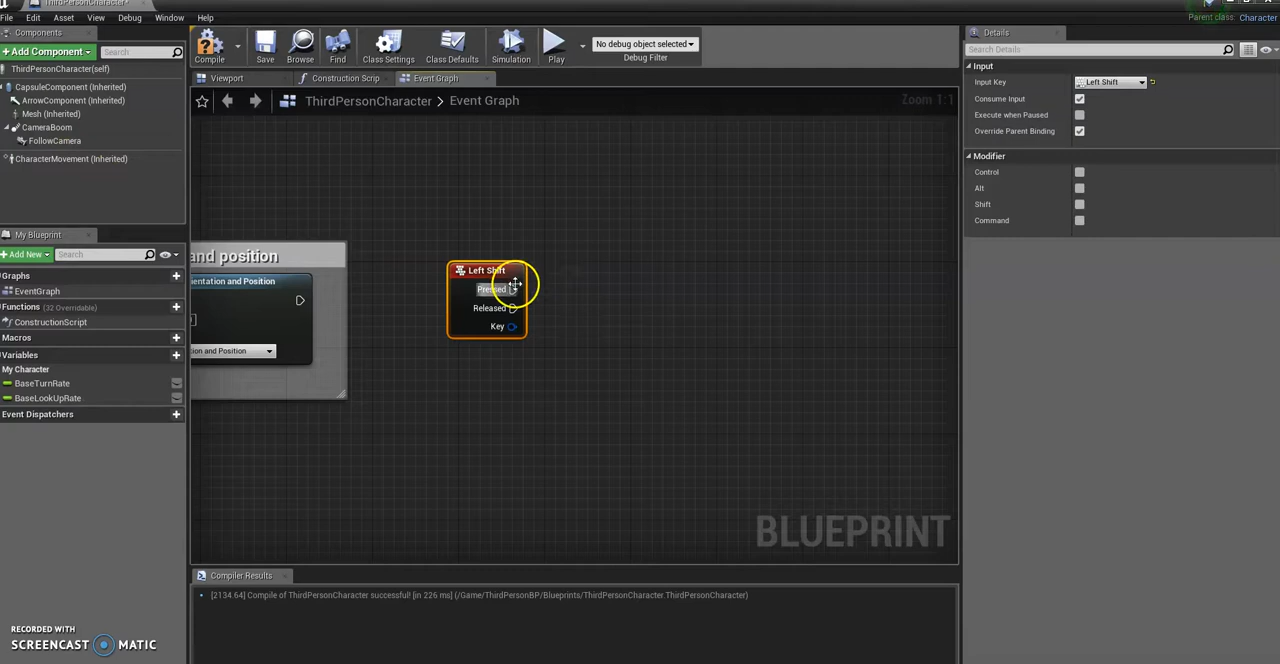 ThirdPersonCharacter*
File Edit Asset View Debug Window Help
Parent class: Character
Components
+Add Component
Search
ThirdPersonCharacter(self)
CapsuleComponent (Inherited)
ArrowComponent (Inherited)
Mesh (Inherited)
CameraBoom
FollowCamera
CharacterMovement (Inherited)
My Blueprint
+Add New
Search
Graphs
EventGraph
Functions (32 Overridable)
ConstructionScript
Macros
Variables
My Character
BaseTurnRate
BaseLookUpRate
Event Dispatchers
RECORDED WITH
SCREENCAST MATIC
Compile
Save
Browse
Find
Class Settings
Class Defaults
Simulation
Play
No debug object selected
Debug Filter
Viewport
Construction Scrip
Event Graph
ThirdPersonCharacter > Event Graph
Zoom 1:1
and position
entation and Position
on and Position
Left Shift
Pressed
Released
Key
BLUEPRINT
Compiler Results
[2134.64] Compile of ThirdPersonCharacter successful! [in 226 ms] (/Game/ThirdPersonBP/Blueprints/ThirdPersonCharacter.ThirdPersonCharacter)
Details
Search Details
Input
Input Key Left Shift
Consume Input
Execute when Paused
Override Parent Binding
Modifier
Control
Alt
Shift
Command